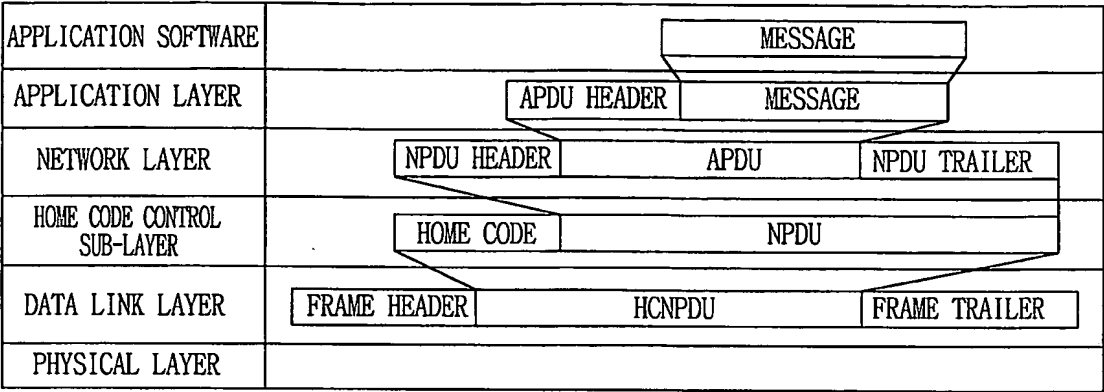 APPLICATION SOFTWARE
MESSAGE
APPLICATION LAYER
APDU HEADER
MESSAGE
NETWORK LAYER
NPDU HEADER
APDU
NPDU TRAILER
HOME CODE CONTROL
SUB-LAYER
HOME CODE
NPDU
DATA LINK LAYER
FRAME HEADER
HCNPDU
FRAME TRAILER
PHYSICAL LAYER